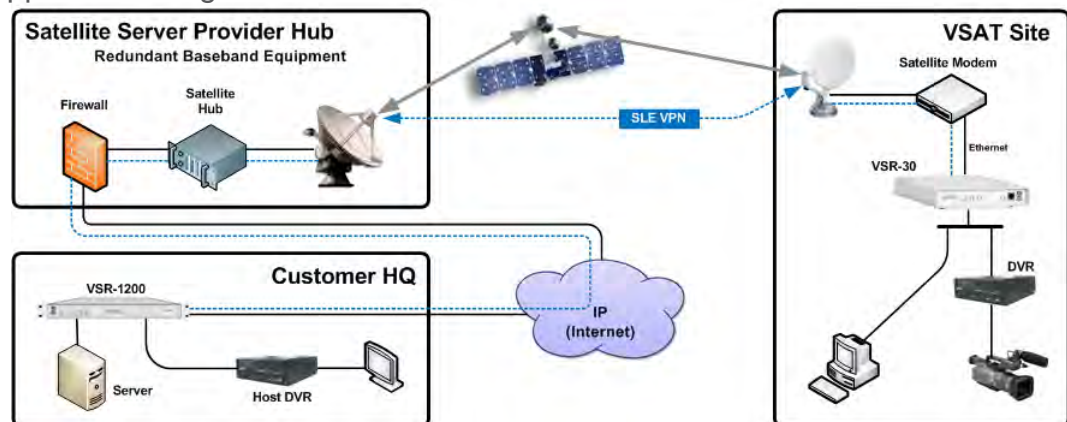 Satellite Server Provider Hub
Redundant Baseband Equipment
Firewall
Satellite
Hub
SLE VPN
VSAT Site
Satellite Modem
Ethernet
VSR-30
DVR
Customer HQ
VSR-1200
Server
Host DVR
IP
(Internet)